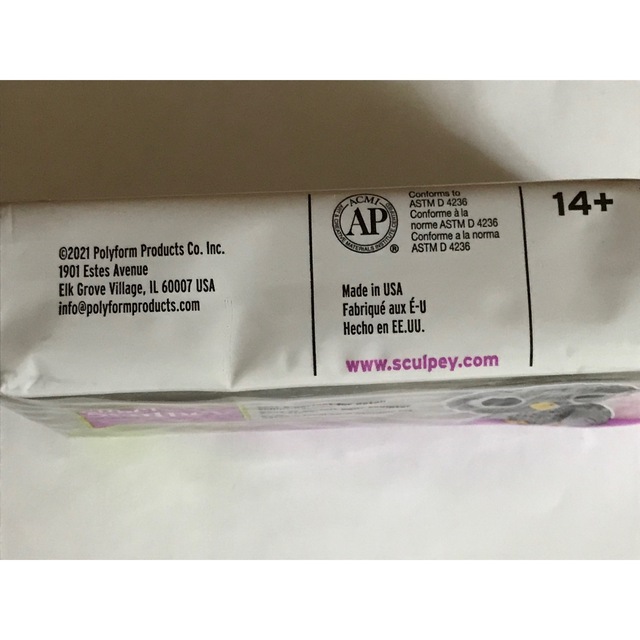 ©2021 Polyform Products Co. Inc.
1901 Estes Avenue
Elk Grove Village, IL 60007 USA
info@polyformproducts.com
ACMI
AP
®
Conforms to
ASTM D 4236
Conforme à la
norme ASTM D 4236
Conforme a la norma
ASTM D 4236
Made in USA
Fabriqué aux É-U
Hecho en EE.UU.
www.sculpey.com
14+